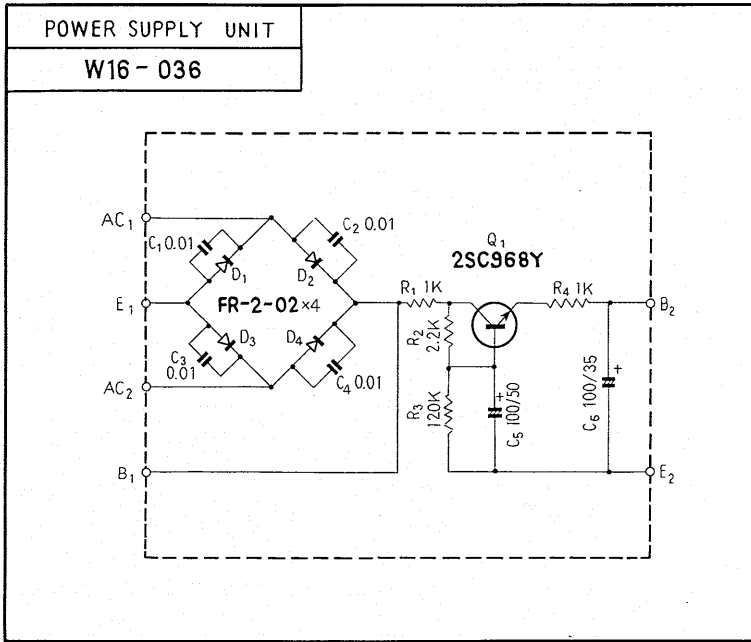 POWER SUPPLY UNIT
W16-036
AC1
C1 0.01
D1
C2 0.01
D2
E1
FR-2-02×4
D3
C3
0.01
D4
C4 0.01
AC2
B1
Q1
2SC968Y
R1 1K
R4 1K
B2
R2
2.2K
R3
120K
+
C5 100/50
+
C6 100/35
E2